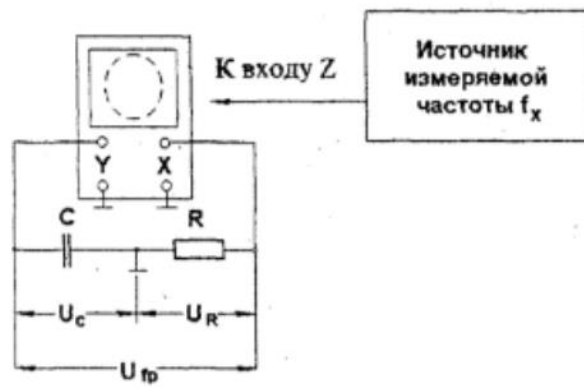 К входу Z
Источник
измеряемой
частоты fx
Y X
C R
Uc UR
Ufp